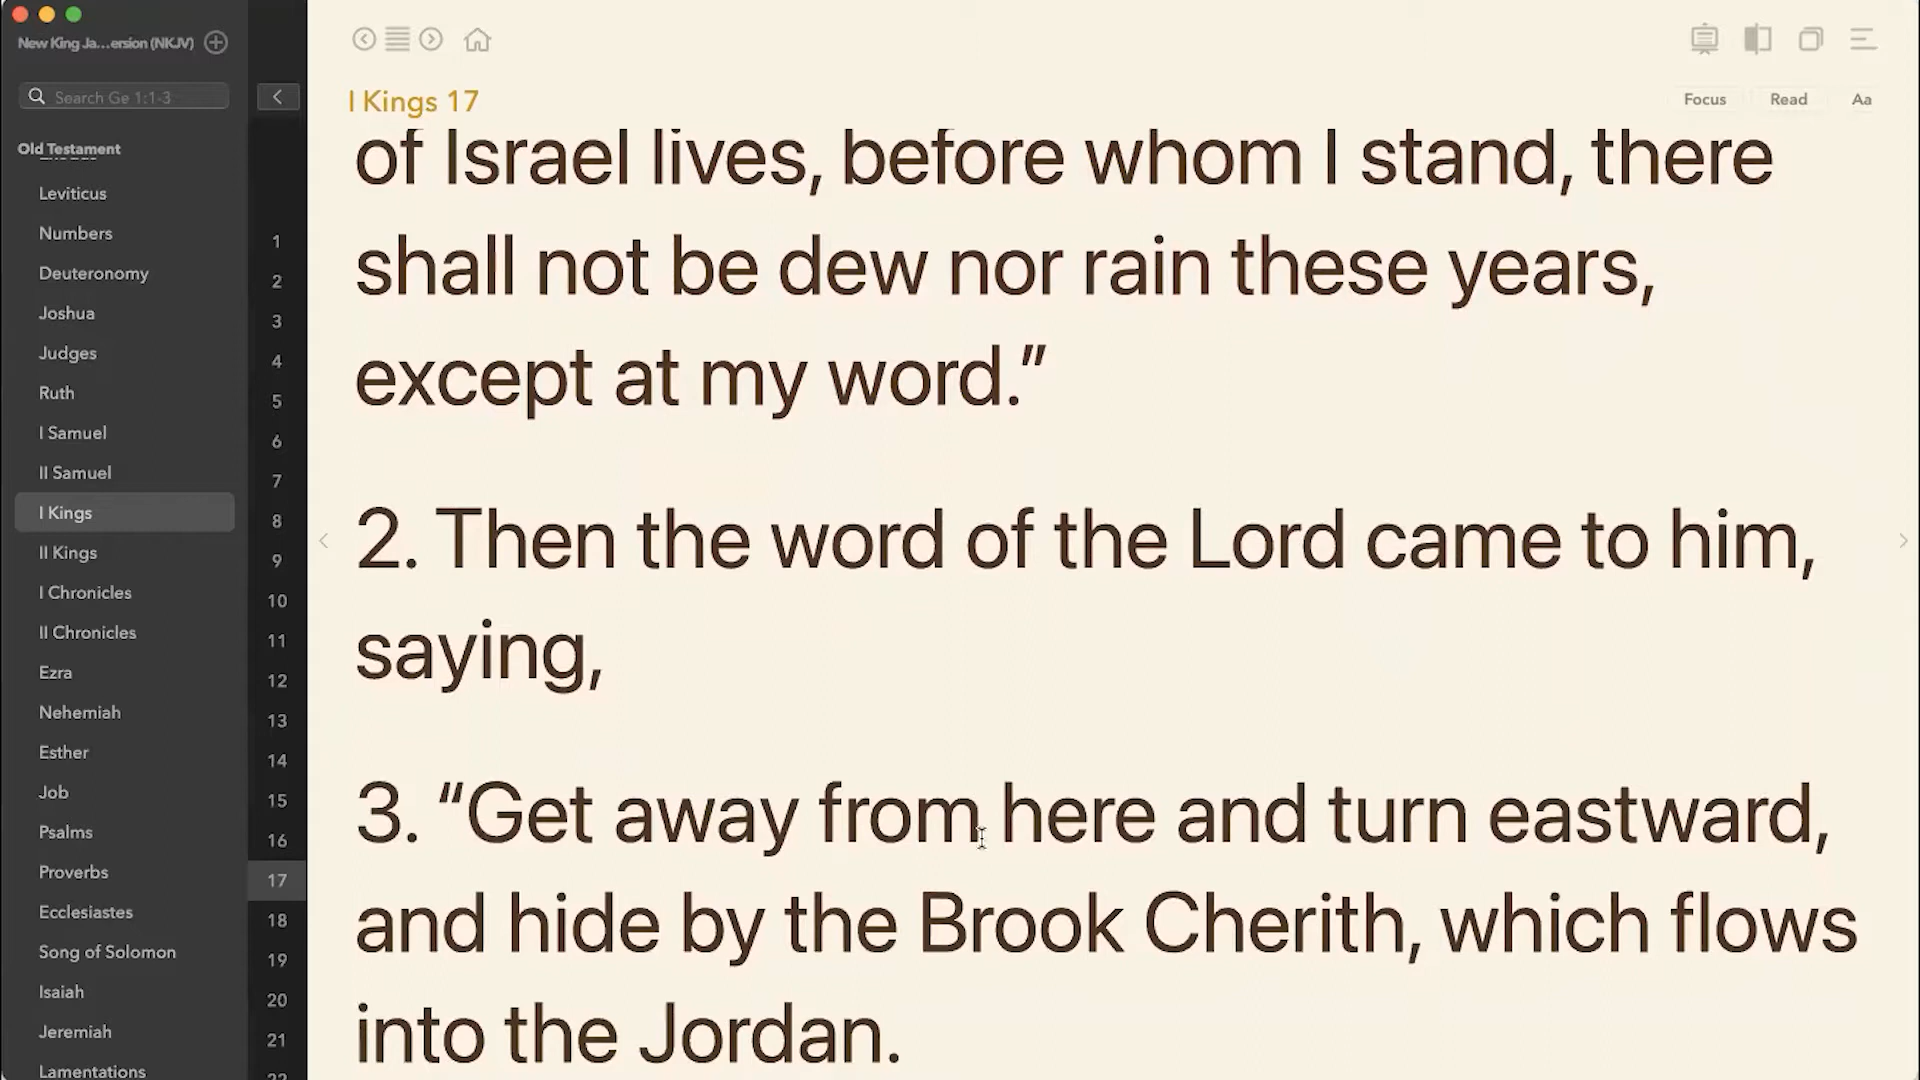 New King Ja...ersion (NKJV)
Search Ge 1:1-3
Old Testament
Leviticus
Numbers
Deuteronomy
Joshua
Judges
Ruth
I Samuel
II Samuel
I Kings
II Kings
I Chronicles
II Chronicles
Ezra
Nehemiah
Esther
Job
Psalms
Proverbs
Ecclesiastes
Song of Solomon
Isaiah
Jeremiah
Lamentations
1
2
3
4
5
6
7
8
9
10
11
12
13
14
15
16
17
18
19
20
21
22
I Kings 17
Focus
Read
Aa
of Israel lives, before whom I stand, there
shall not be dew nor rain these years,
except at my word.”
2. Then the word of the Lord came to him,
saying,
3. “Get away from here and turn eastward,
and hide by the Brook Cherith, which flows
into the Jordan.